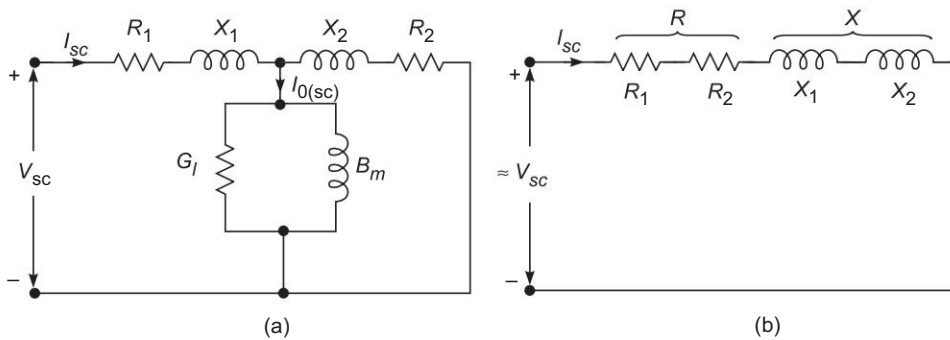 I_sc R_1 X_1 X_2 R_2
+
I_0(sc)
V_sc
G_l
B_m
–
(a)
R X
I_sc
+
R_1 R_2 X_1 X_2
≈ V_sc
–
(b)